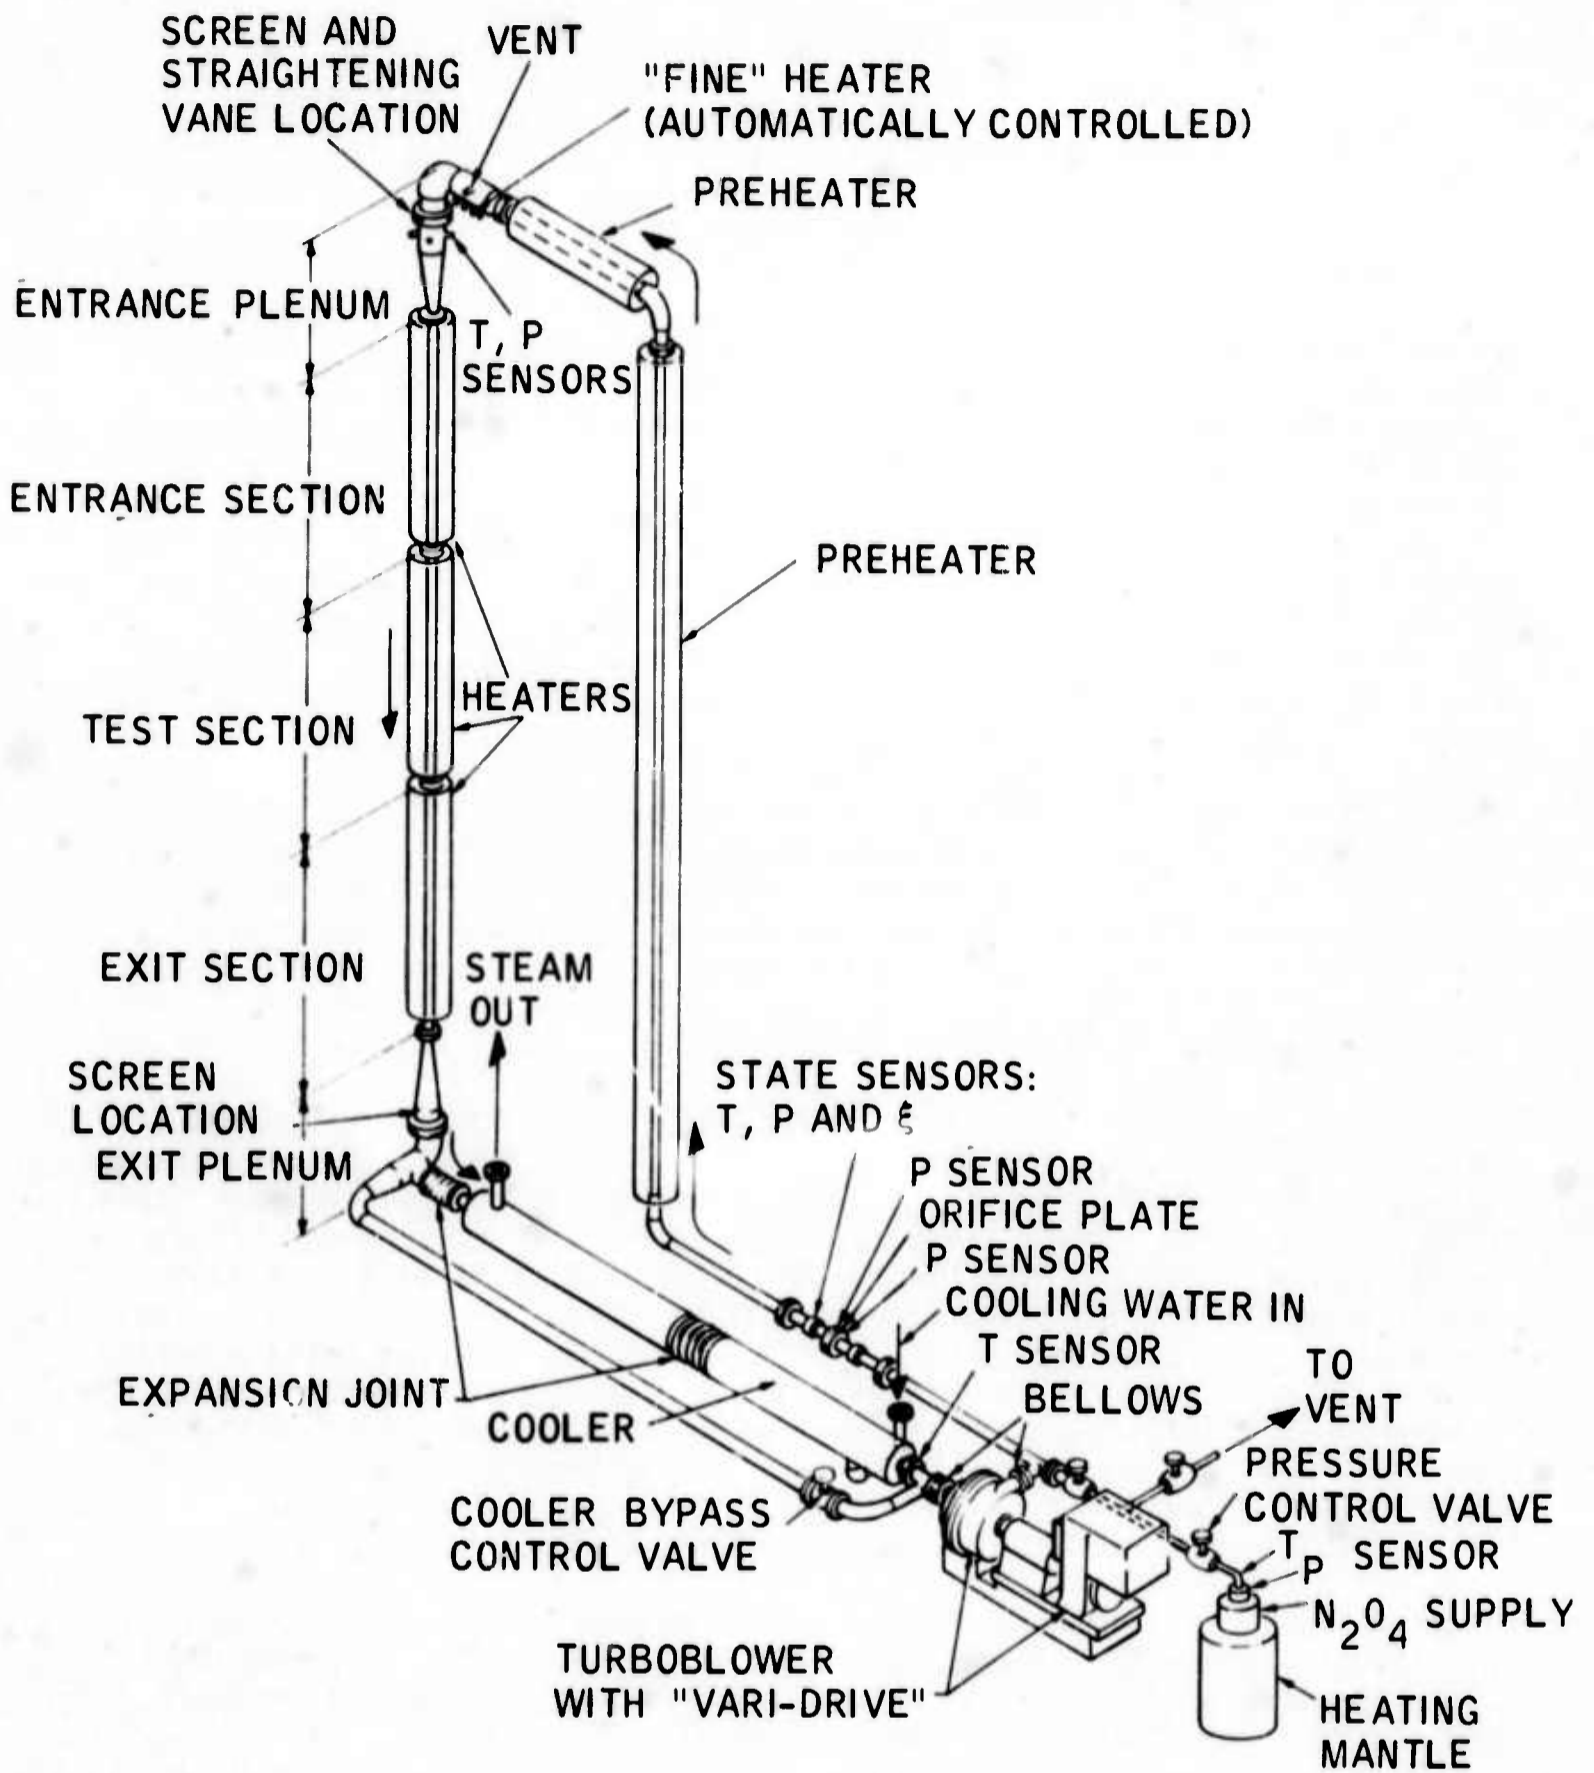 SCREEN AND
STRAIGHTENING
VANE LOCATION
VENT
"FINE" HEATER
(AUTOMATICALLY CONTROLLED)
PREHEATER
ENTRANCE PLENUM
T, P
SENSORS
ENTRANCE SECTION
PREHEATER
HEATERS
TEST SECTION
EXIT SECTION
STEAM
OUT
SCREEN
LOCATION
EXIT PLENUM
STATE SENSORS:
T, P AND ξ
P SENSOR
ORIFICE PLATE
P SENSOR
COOLING WATER IN
T SENSOR
BELLOWS
TO
VENT
EXPANSION JOINT
COOLER
PRESSURE
CONTROL VALVE
COOLER BYPASS
CONTROL VALVE
T
P SENSOR
N₂O₄ SUPPLY
TURBOBLOWER
WITH "VARI-DRIVE"
HEATING
MANTLE